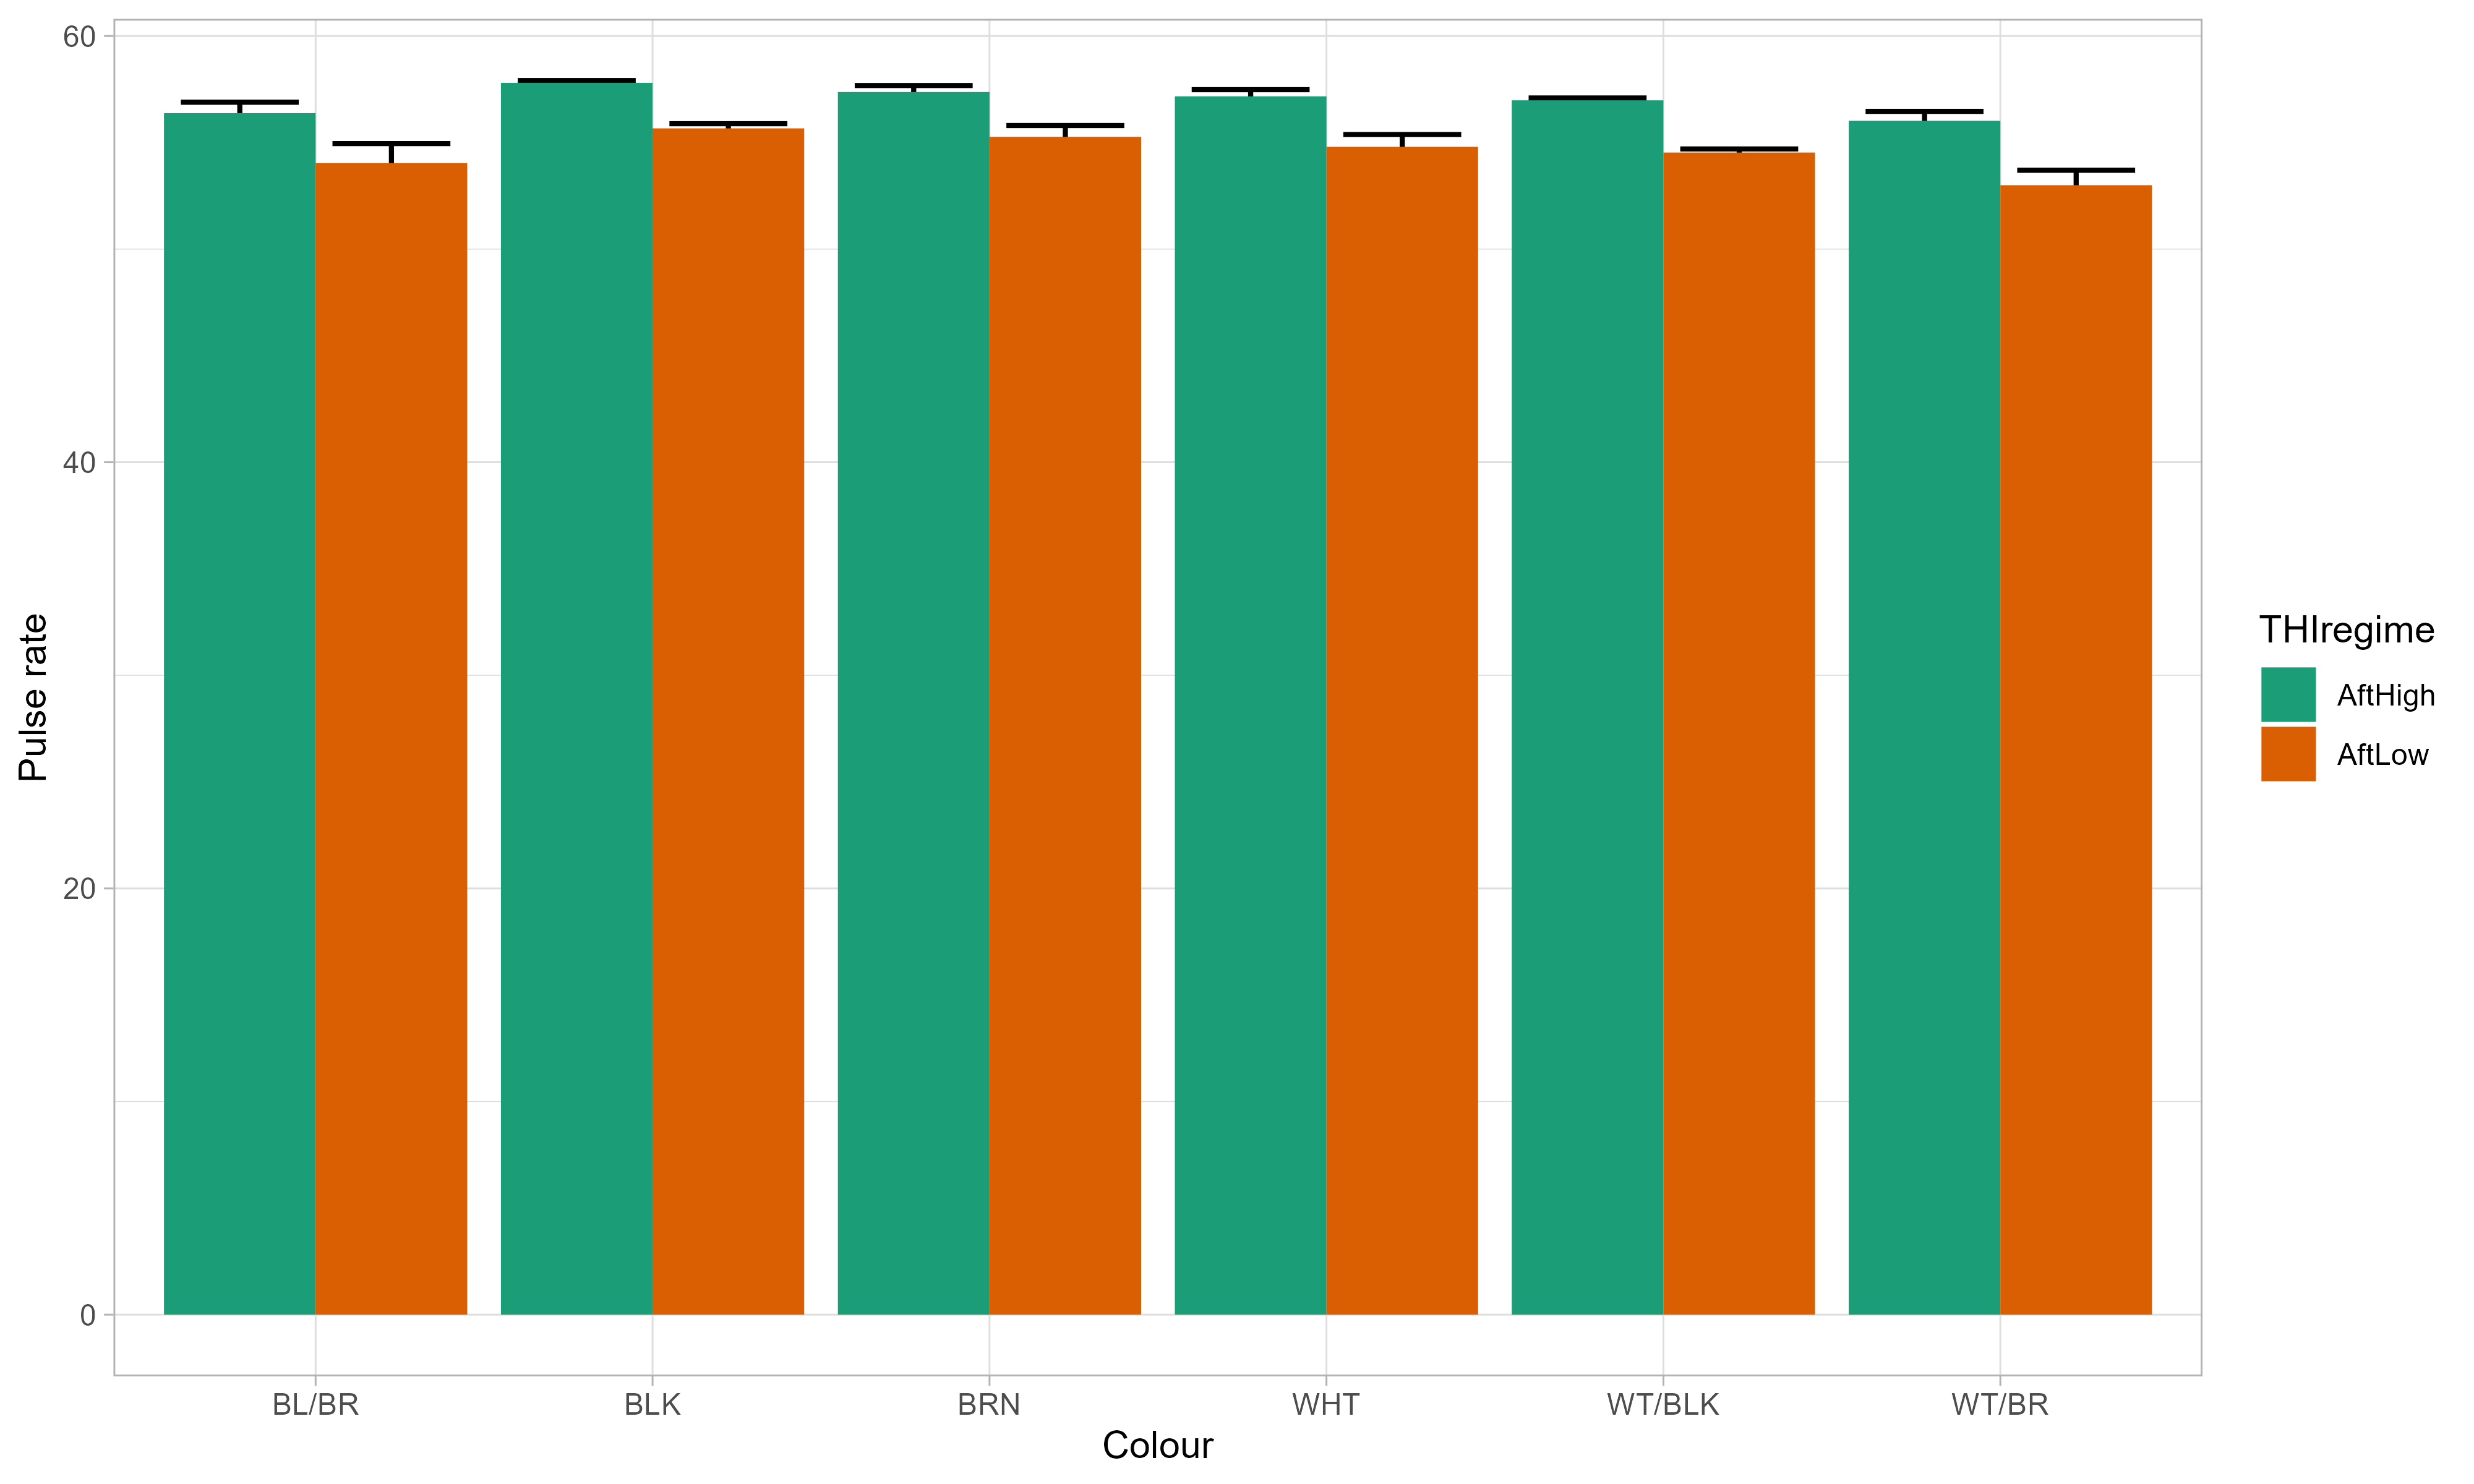 60
40
20
0
Pulse rate
BL/BR BLK BRN WHT WT/BLK WT/BR
Colour
THIregime
AftHigh
AftLow